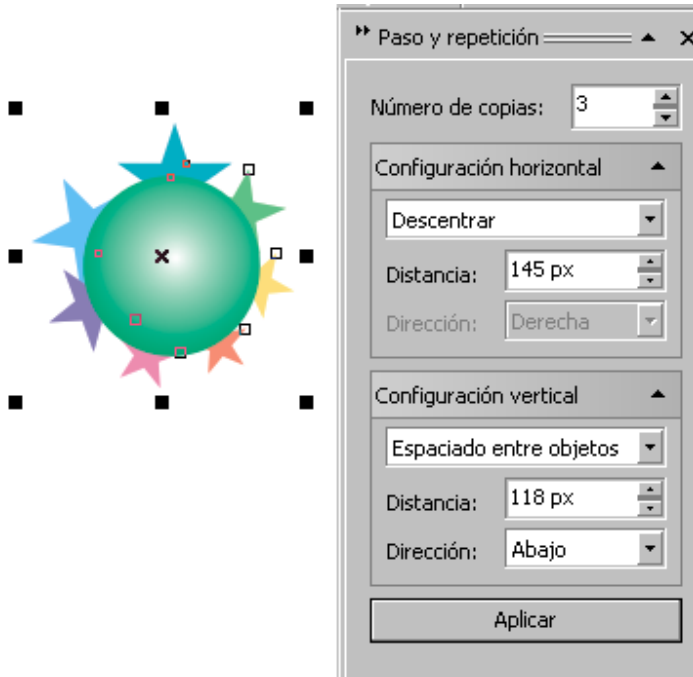 Paso y repetición
Número de copias: 3
Configuración horizontal
Descentrar
Distancia: 145 px
Dirección: Derecha
Configuración vertical
Espaciado entre objetos
Distancia: 118 px
Dirección: Abajo
Aplicar